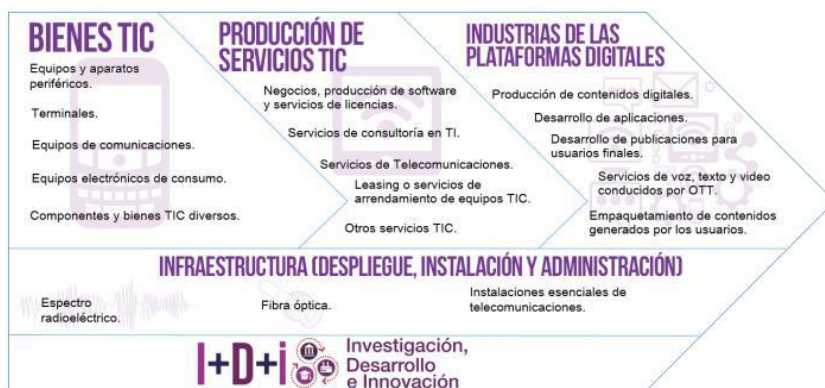 BIENES TIC
Equipos y aparatos
periféricos.
Terminales.
Equipos de comunicaciones.
Equipos electrónicos de consumo.
Componentes y bienes TIC diversos.
PRODUCCIÓN DE
SERVICIOS TIC
Negocios, producción de software
y servicios de licencias.
Servicios de consultoría en TI.
Servicios de Telecomunicaciones.
Leasing o servicios de
arrendamiento de equipos TIC.
Otros servicios TIC.
INDUSTRIAS DE LAS
PLATAFORMAS DIGITALES
Producción de contenidos digitales.
Desarrollo de aplicaciones.
Desarrollo de publicaciones para
usuarios finales.
Servicios de voz, texto y video
conducidos por OTT.
Empaquetamiento de contenidos
generados por los usuarios.
INFRAESTRUCTURA (DESPLIEGUE, INSTALACIÓN Y ADMINISTRACIÓN)
Espectro
radioeléctrico.
Fibra óptica.
Instalaciones esenciales de
telecomunicaciones.
I+D+i
Investigación,
Desarrollo
e Innovación